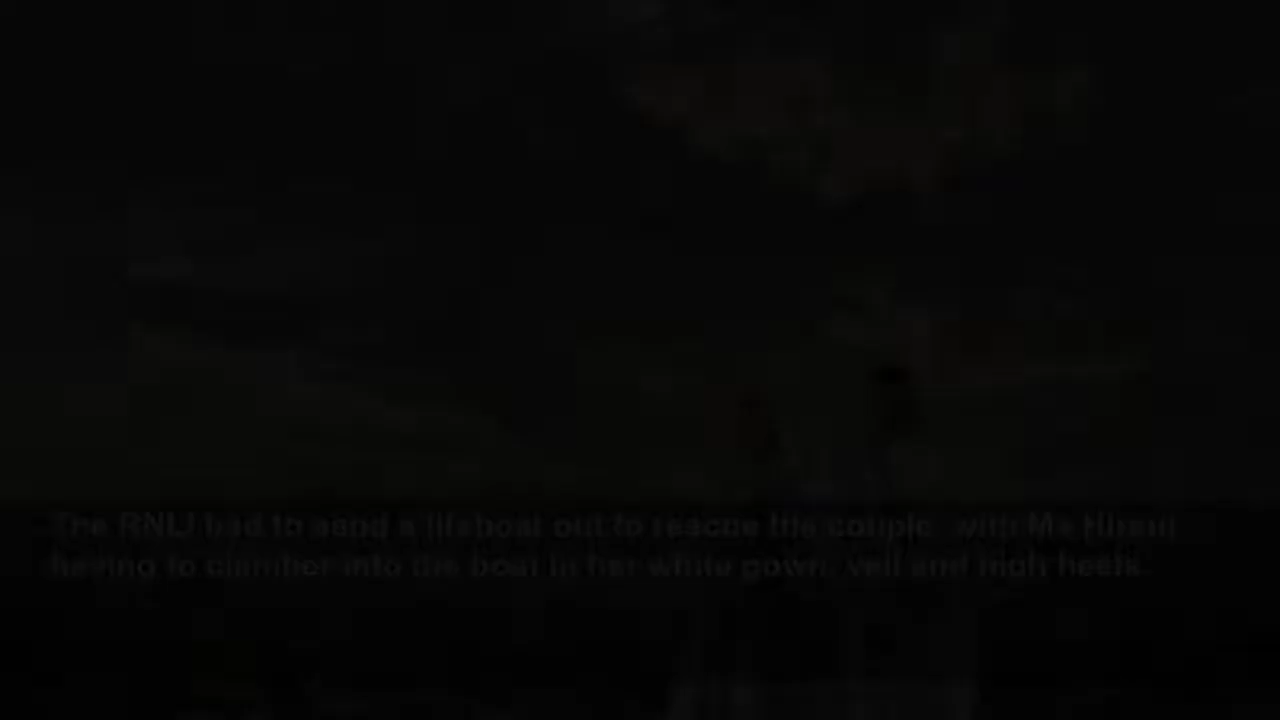 The RNLI had to send a lifeboat out to rescue the couple, with Ms
having to clamber into the boat in her white gown, veil and high heels.